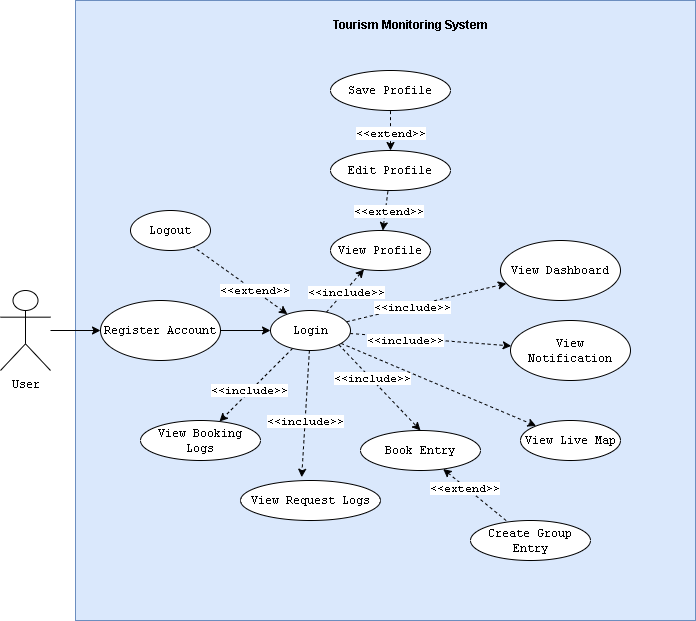 Tourism Monitoring System
Save Profile
<<extend>>
Edit Profile
<<extend>>
Logout
View Profile
View Dashboard
<<extend>>
<<include>>
<<include>>
User
Register Account
Login
<<include>>
View
Notification
<<include>>
<<include>>
<<include>>
View Booking
Logs
Book Entry
View Live Map
View Request Logs
<<extend>>
Create Group
Entry